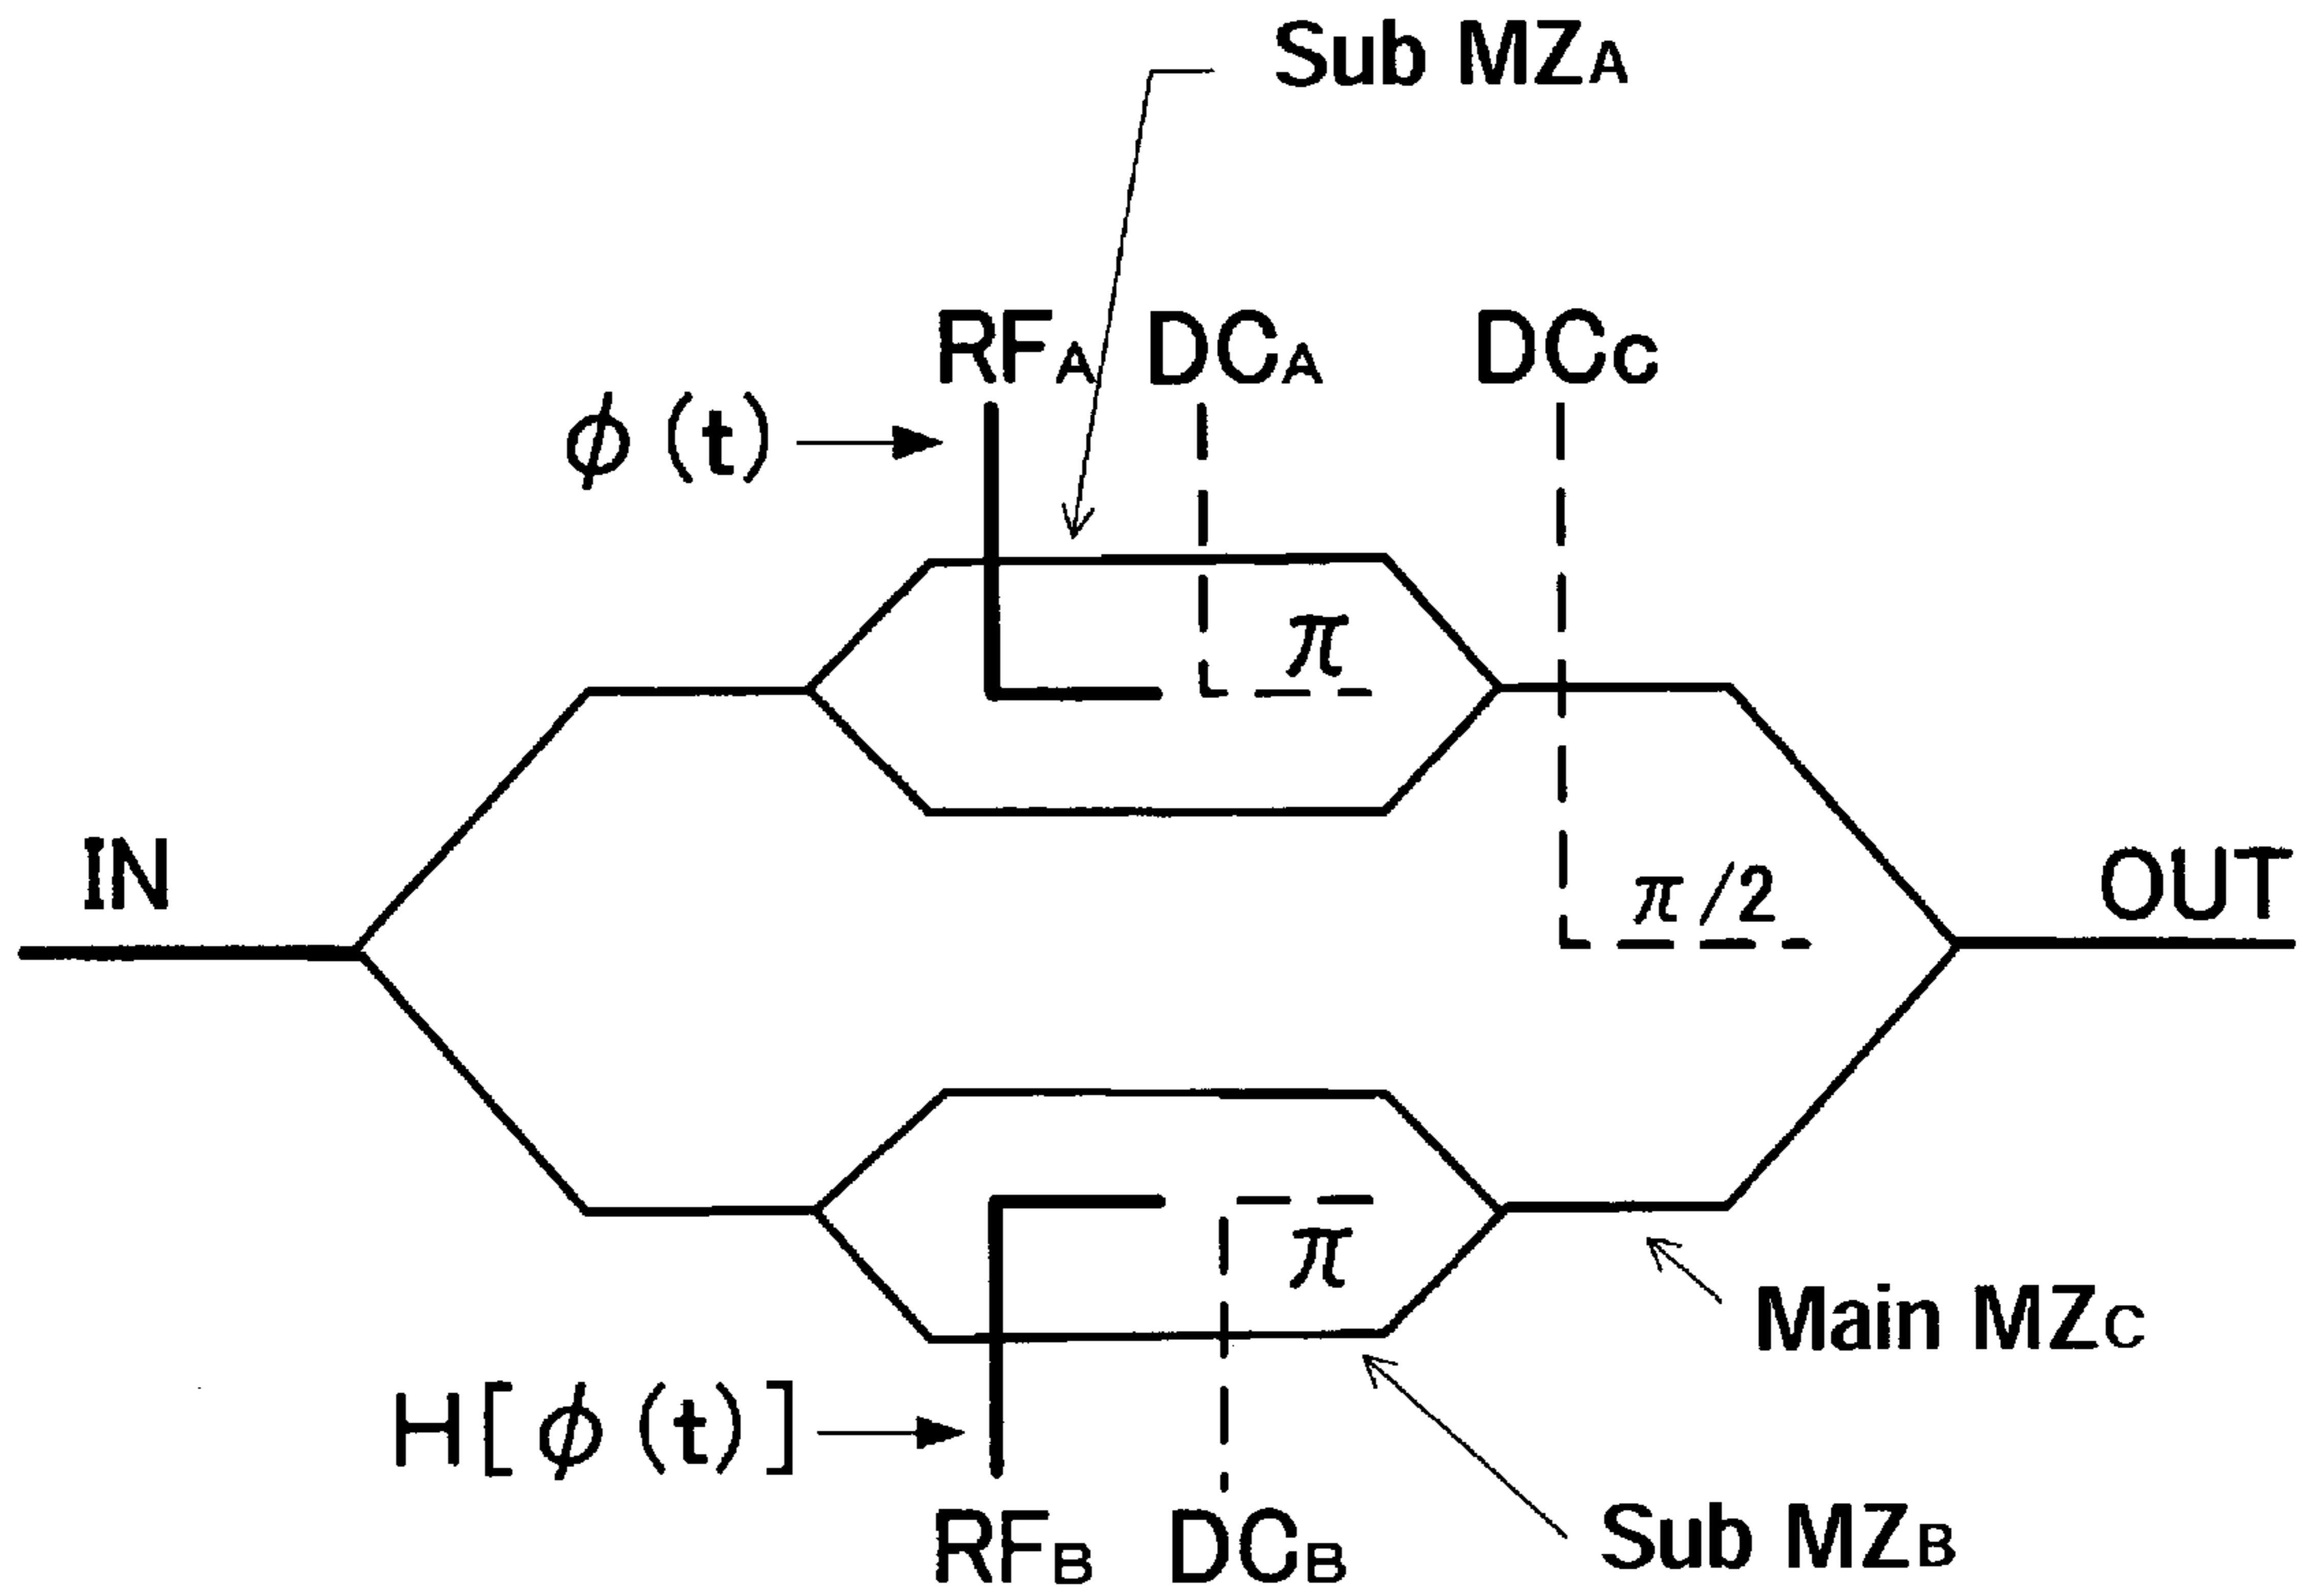 Sub MZA
RFA DCA DCC
ϕ(t)
π
IN
π/2
OUT
π
Main MZC
H[ϕ(t)]
RFB DCB
Sub MZB